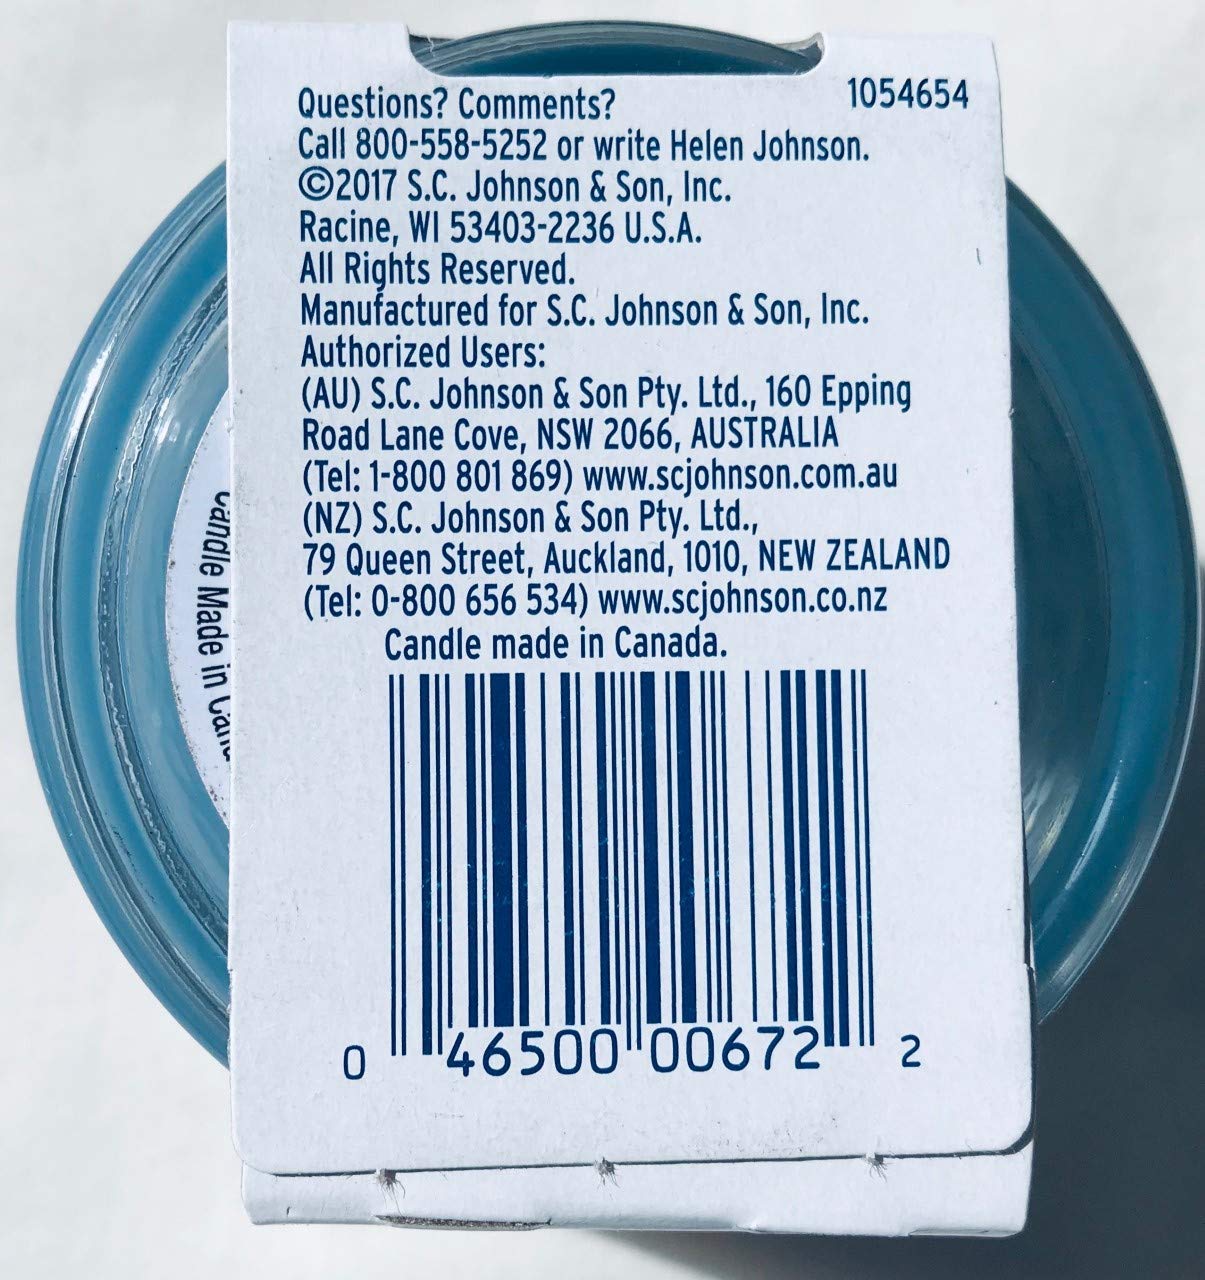 Questions? Comments? 1054654
Call 800-558-5252 or write Helen Johnson.
©2017 S.C. Johnson & Son, Inc.
Racine, WI 53403-2236 U.S.A.
All Rights Reserved.
Manufactured for S.C. Johnson & Son, Inc.
Authorized Users:
(AU) S.C. Johnson & Son Pty. Ltd., 160 Epping
Road Lane Cove, NSW 2066, AUSTRALIA
(Tel: 1-800 801 869) www.scjohnson.com.au
(NZ) S.C. Johnson & Son Pty. Ltd.,
79 Queen Street, Auckland, 1010, NEW ZEALAND
(Tel: 0-800 656 534) www.scjohnson.co.nz
Candle made in Canada.
0 46500 00672 2
Candle Made in